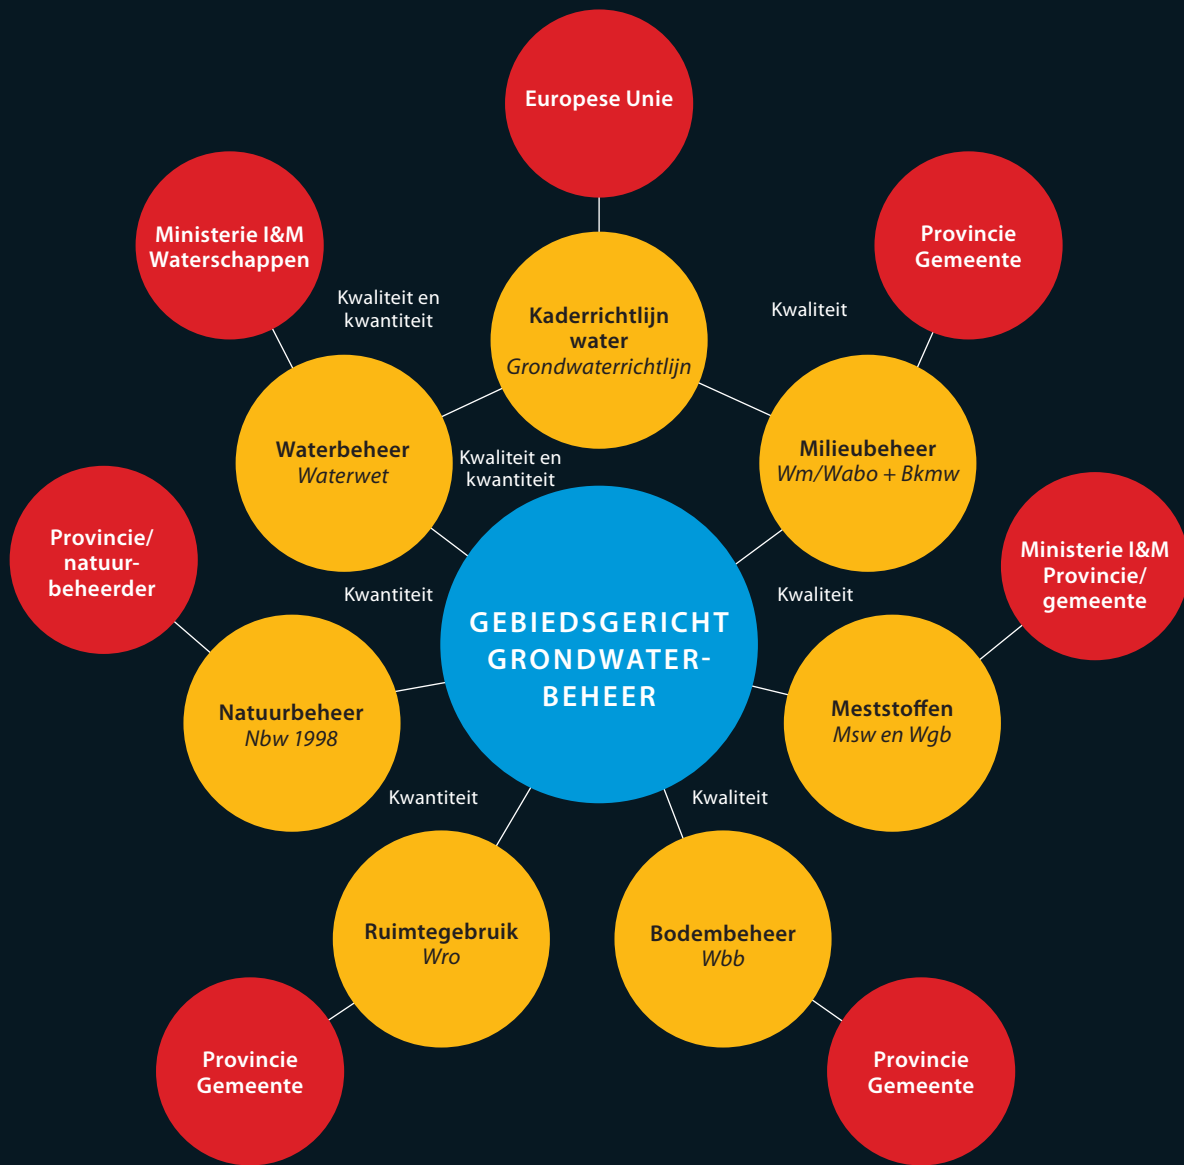 Europese Unie
Ministerie I&M
Waterschappen
Provincie
Gemeente
Kwaliteit en
kwantiteit
Kaderrichtlijn
water
Grondwaterrichtlijn
Kwaliteit
Waterbeheer
Waterwet
Kwaliteit en
kwantiteit
Milieubeheer
Wm/Wabo + Bkmw
Provincie/
natuur-
beheerder
Kwantiteit
GEBIEDSGERICHT
GRONDWATER-
BEHEER
Kwaliteit
Ministerie I&M
Provincie/
gemeente
Natuurbeheer
Nbw 1998
Meststoffen
Msw en Wgb
Kwantiteit
Kwaliteit
Ruimtegebruik
Wro
Bodembeheer
Wbb
Provincie
Gemeente
Provincie
Gemeente